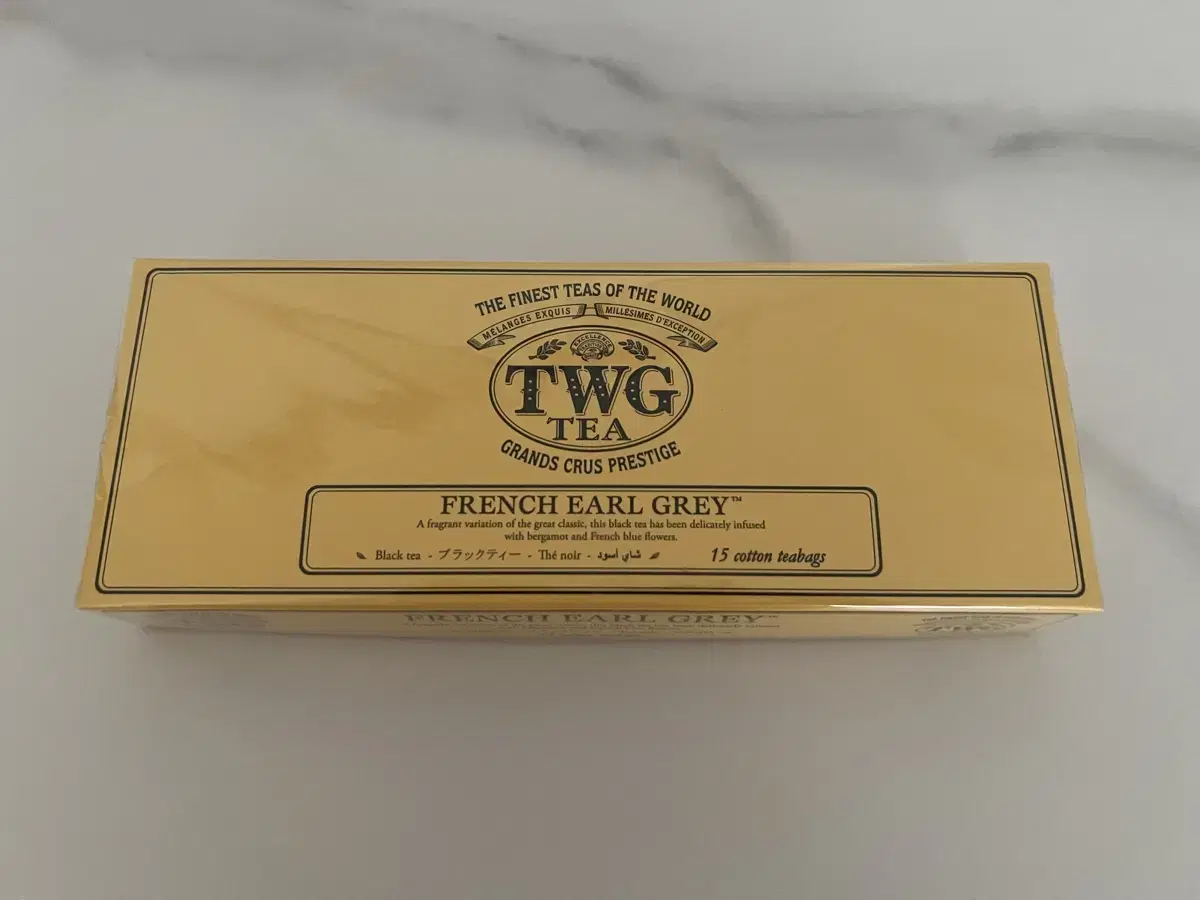 THE FINEST TEAS OF THE WORLD
MÉLANGES EXQUIS MILLÉSIMES D'EXCEPTION
EXCELLENCE
TWG
TEA
GRANDS CRUS PRESTIGE
FRENCH EARL GREY™
A fragrant variation of the great classic, this black tea has been delicately infused
with bergamot and French blue flowers.
Black tea - ブラックティー - Thé noir - شاي أسود 15 cotton teabags
FRENCH EARL GREY™